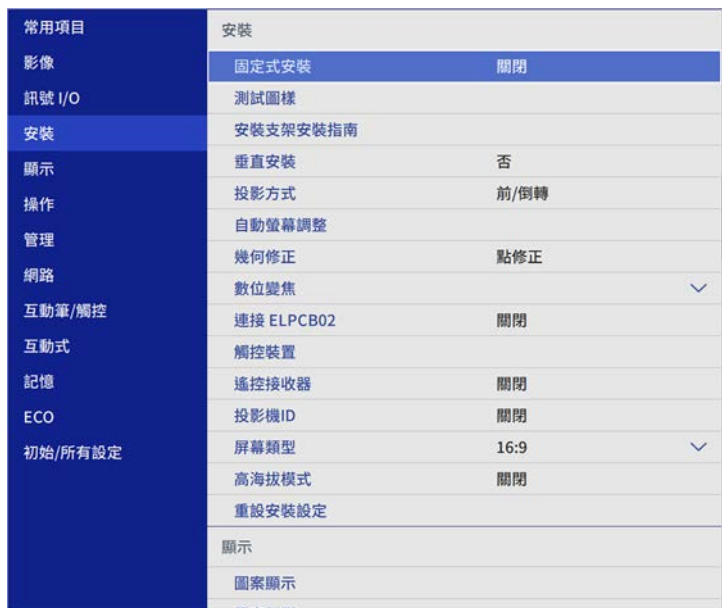 常用項目
影像
訊號 I/O
安裝
顯示
操作
管理
網路
互動筆/觸控
互動式
記憶
ECO
初始/所有設定
安裝
固定式安裝 關閉
測試圖樣
安裝支架安裝指南
垂直安裝 否
投影方式 前/倒轉
自動螢幕調整
幾何修正 點修正
數位變焦
連接 ELPCB02 關閉
觸控裝置
遙控接收器 關閉
投影機ID 關閉
屏幕類型 16:9
高海拔模式 關閉
重設安裝設定
顯示
圖案顯示